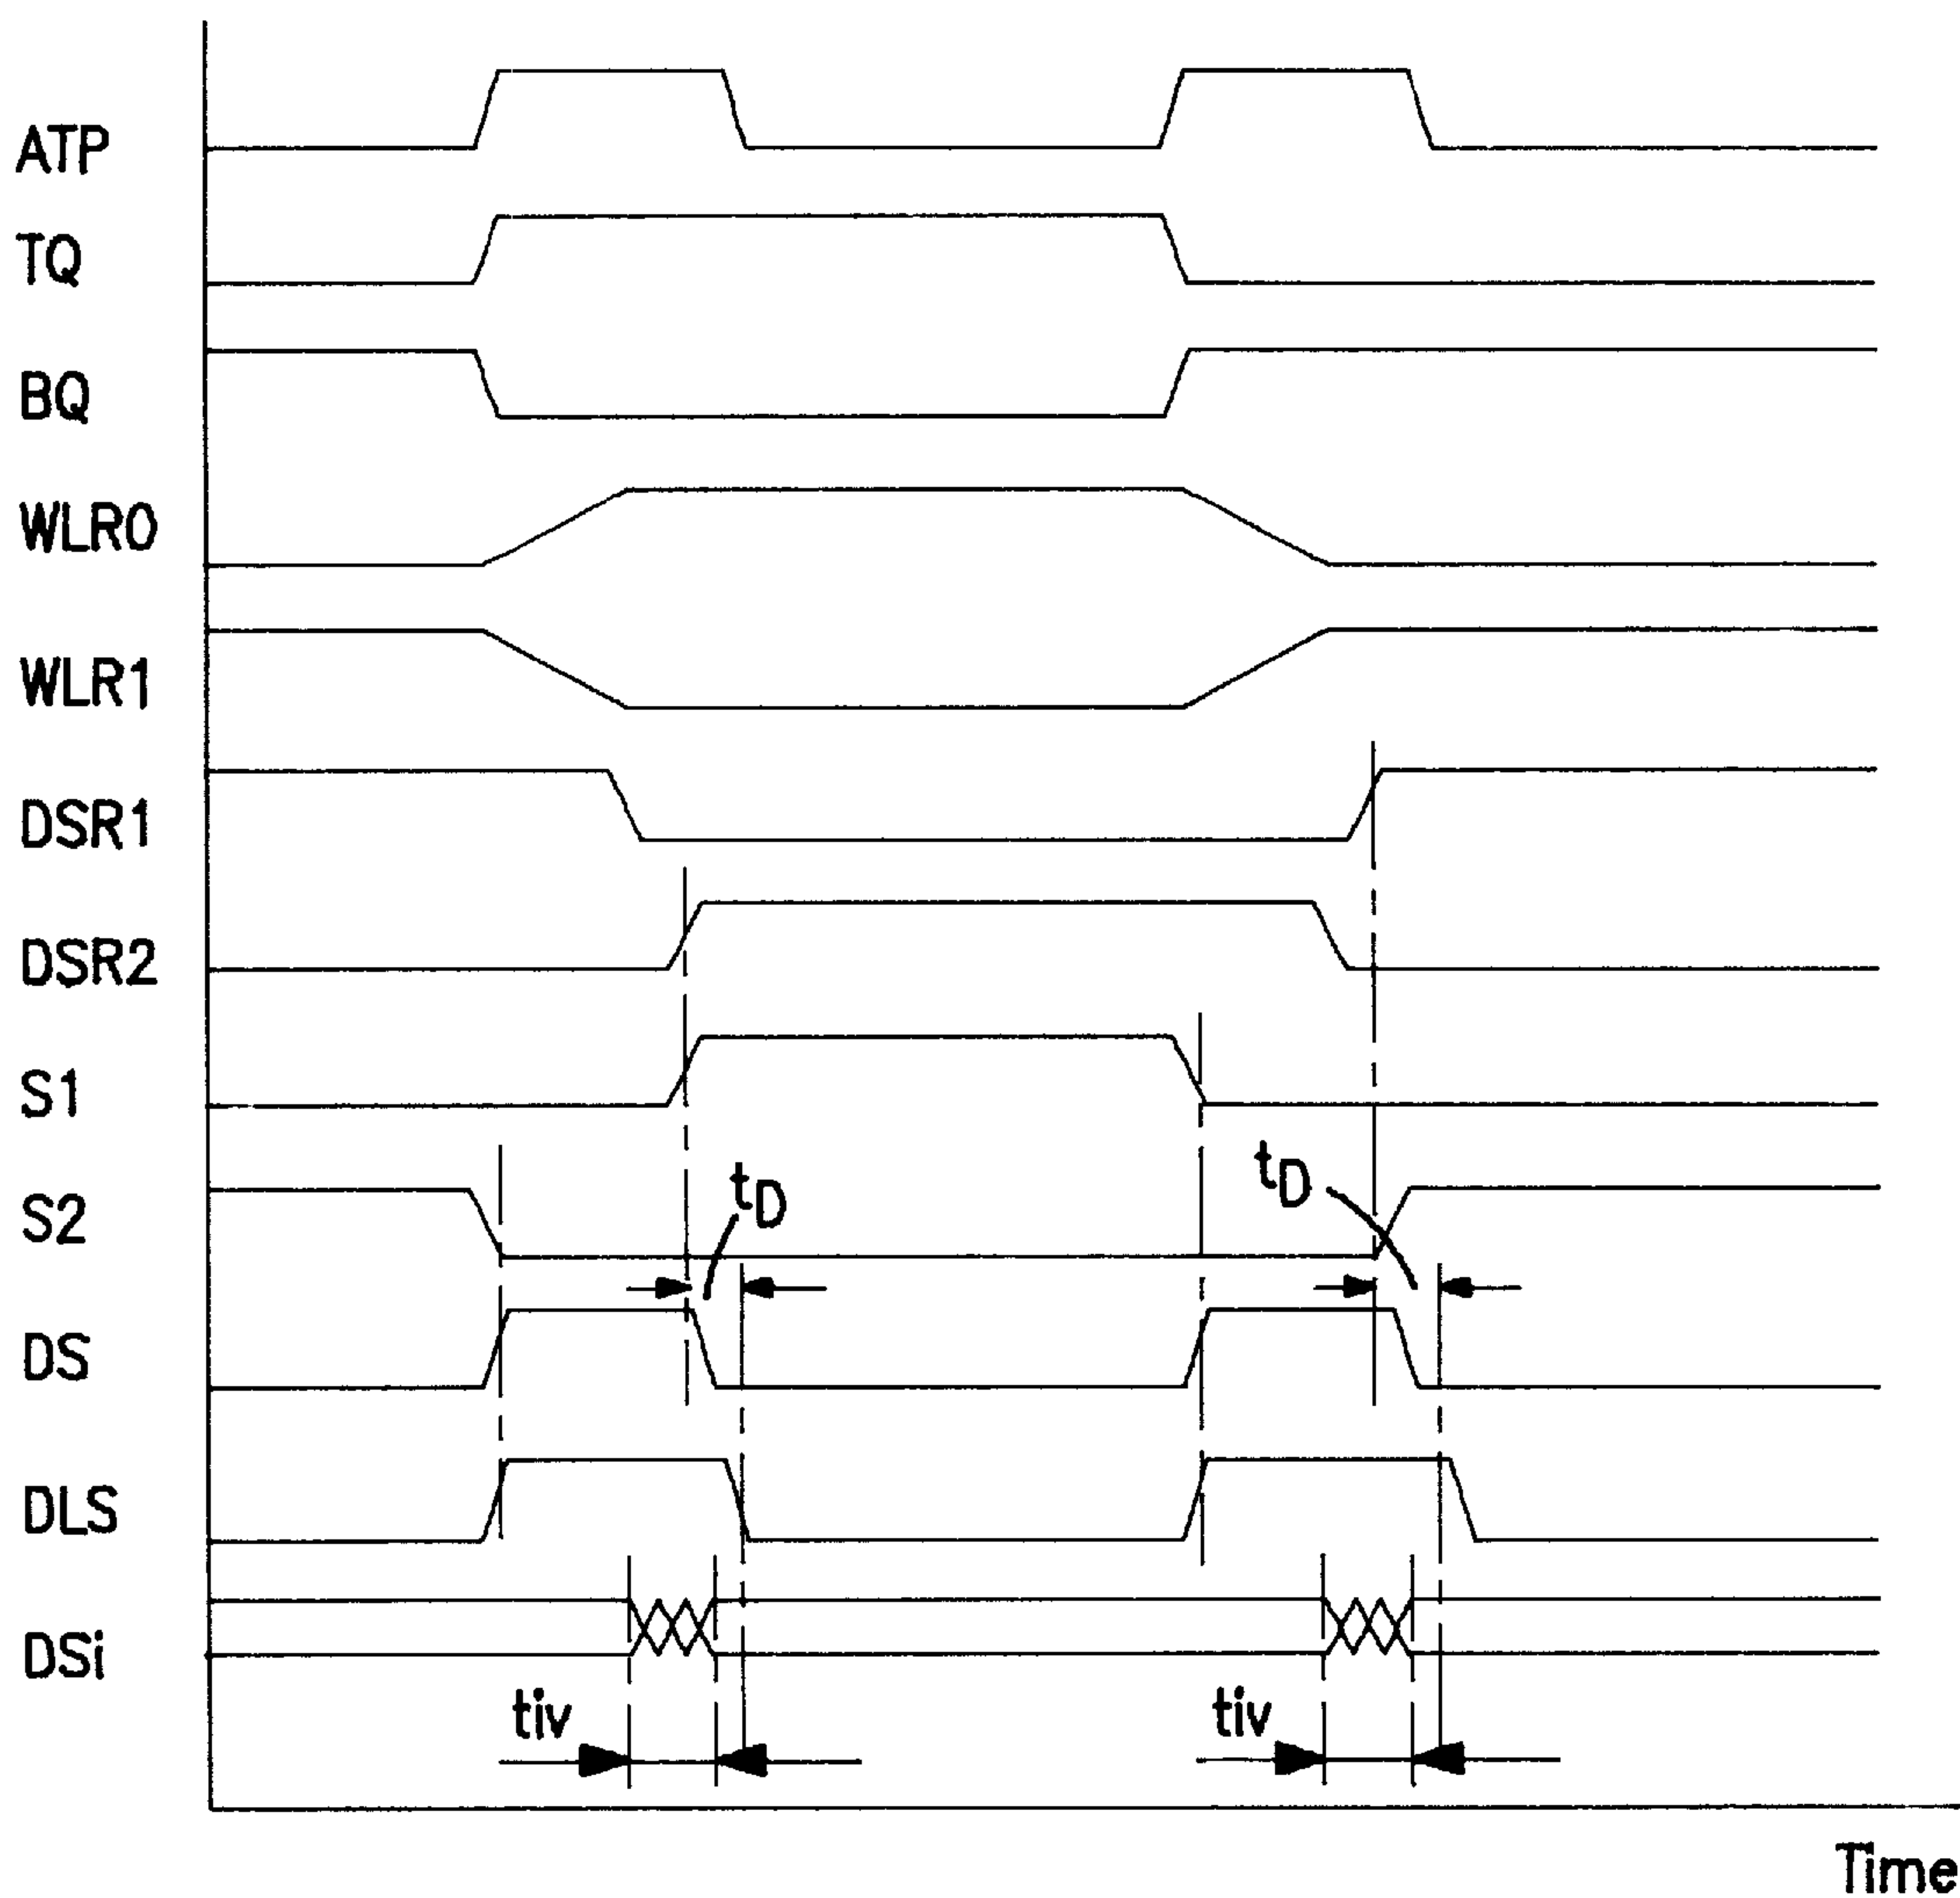 ATP
TQ
BQ
WLR0
WLR1
DSR1
DSR2
S1
S2
tD tD
DS
DLS
DSi
tiv tiv
Time